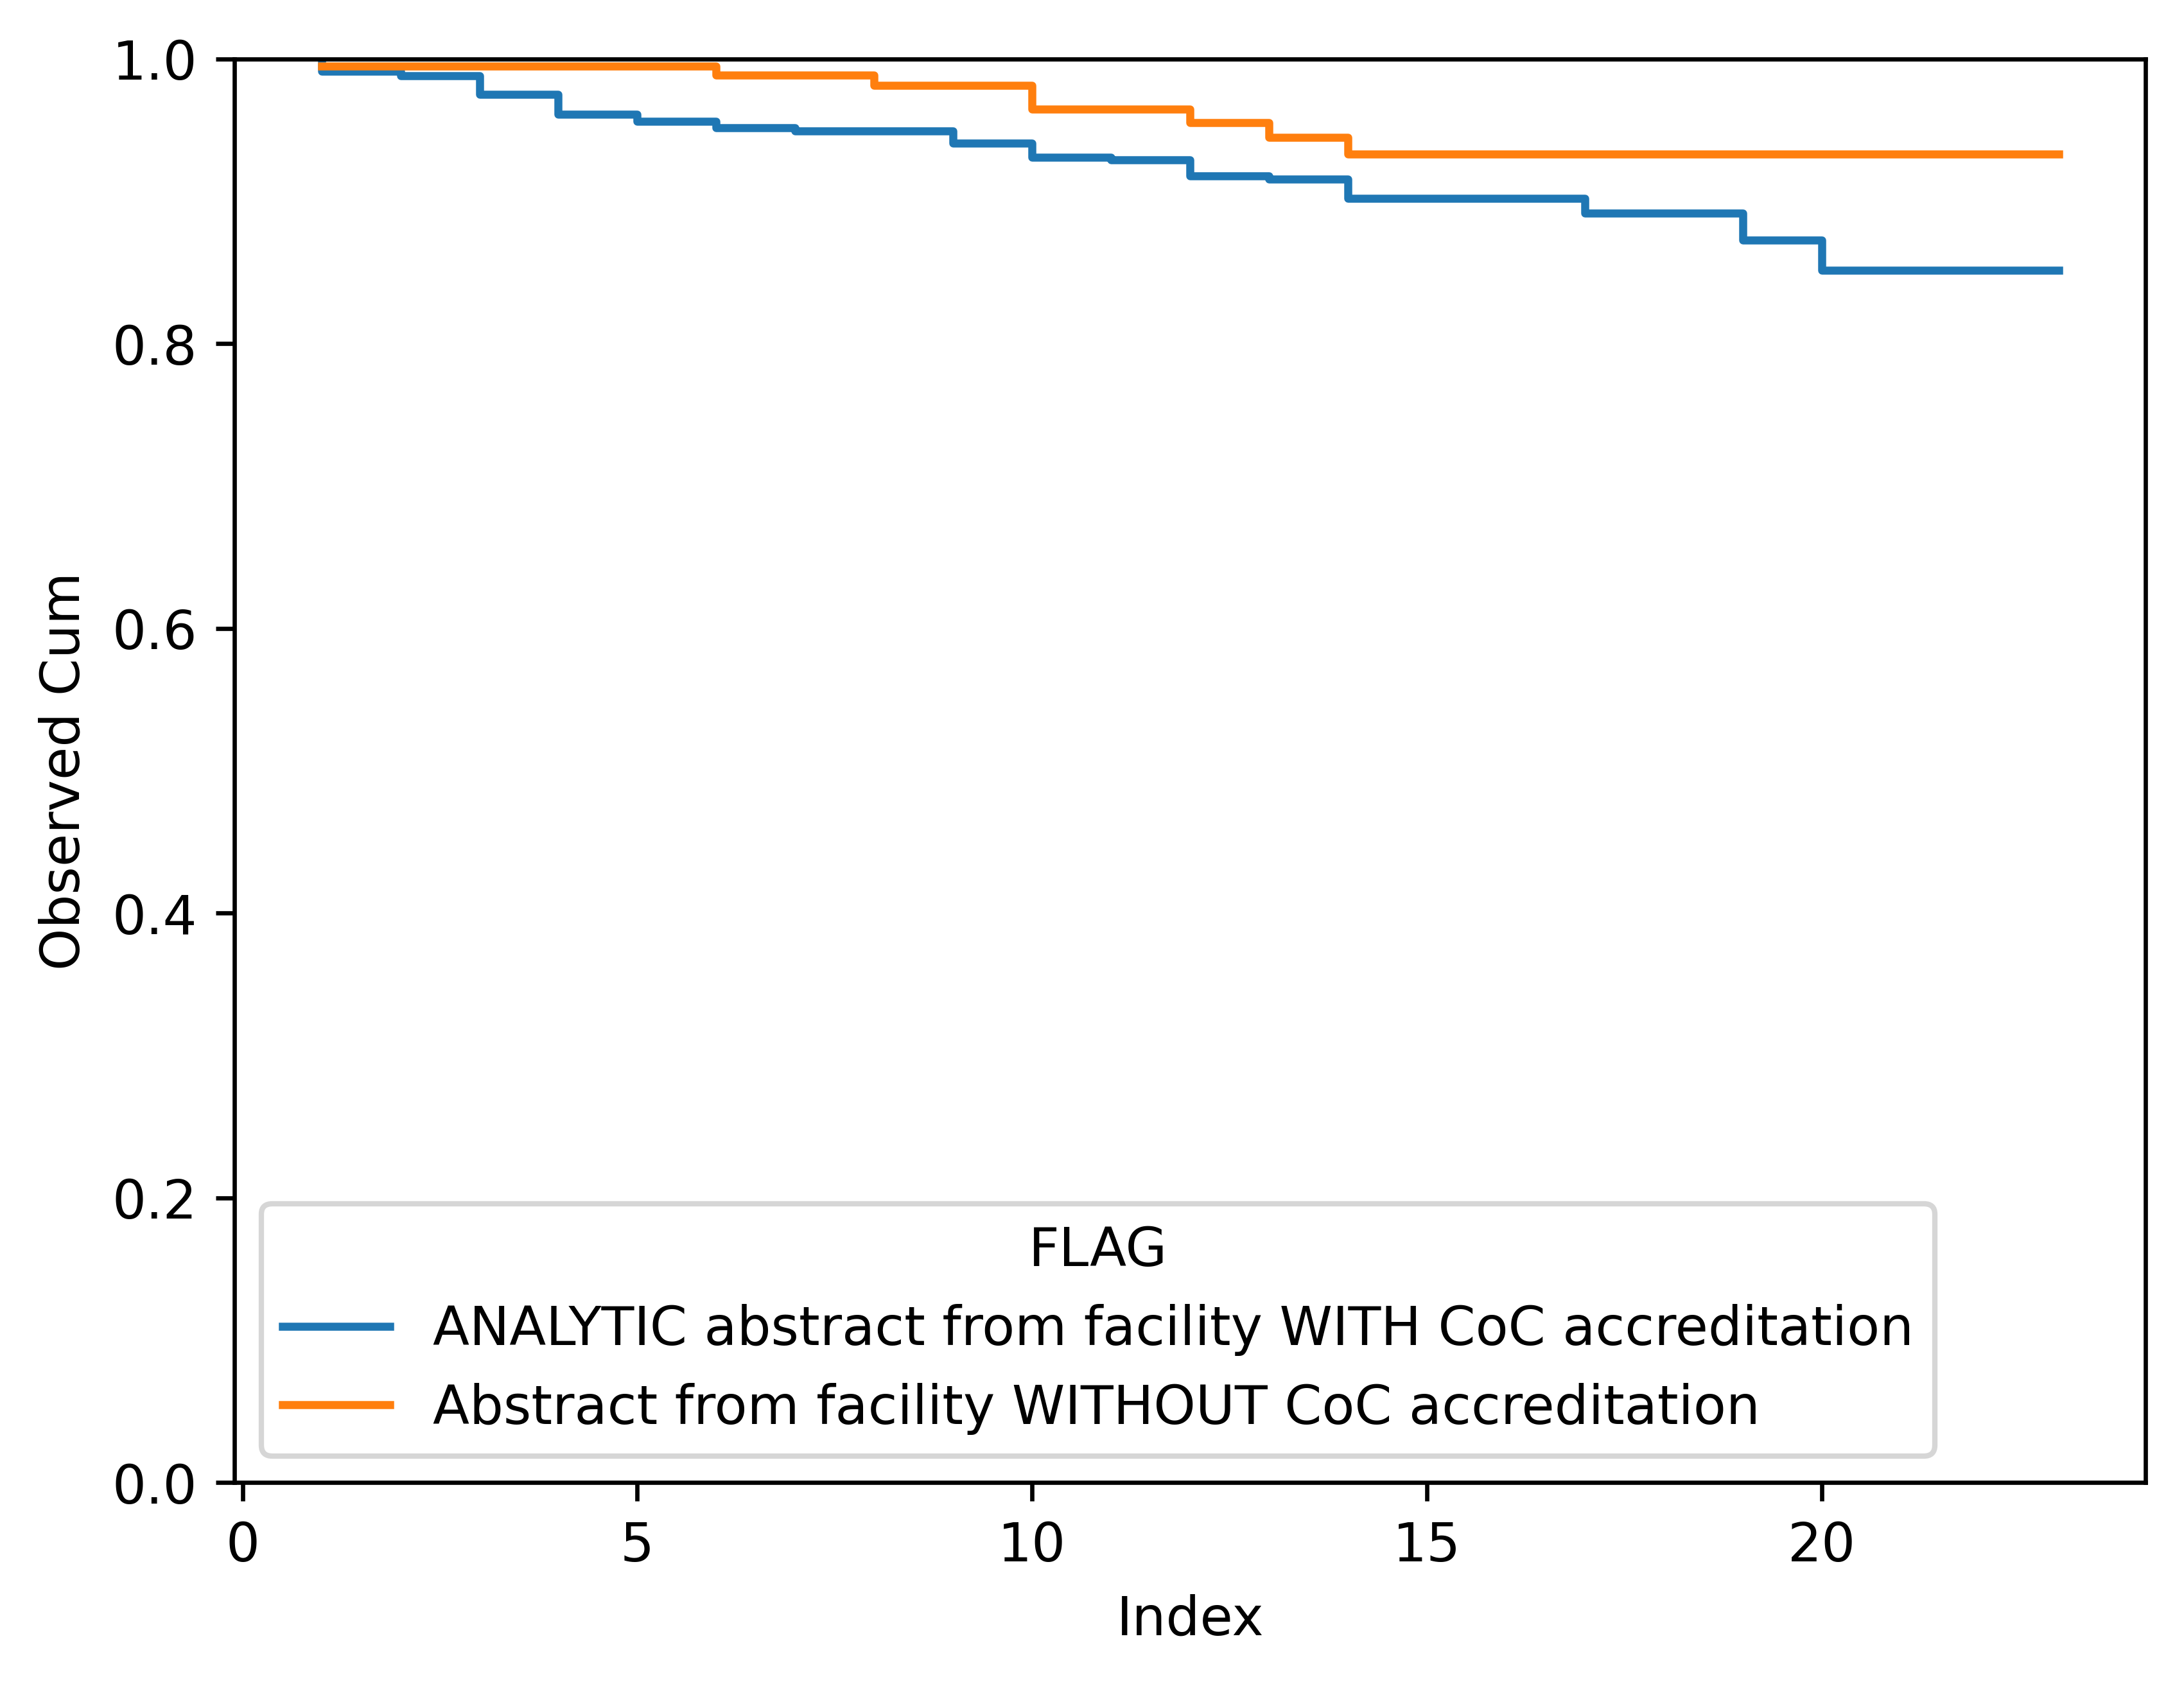 1.0
0.8
0.6
0.4
0.2
0.0
Observed Cum
FLAG
ANALYTIC abstract from facility WITH CoC accreditation
Abstract from facility WITHOUT CoC accreditation
0 5 10 15 20
Index